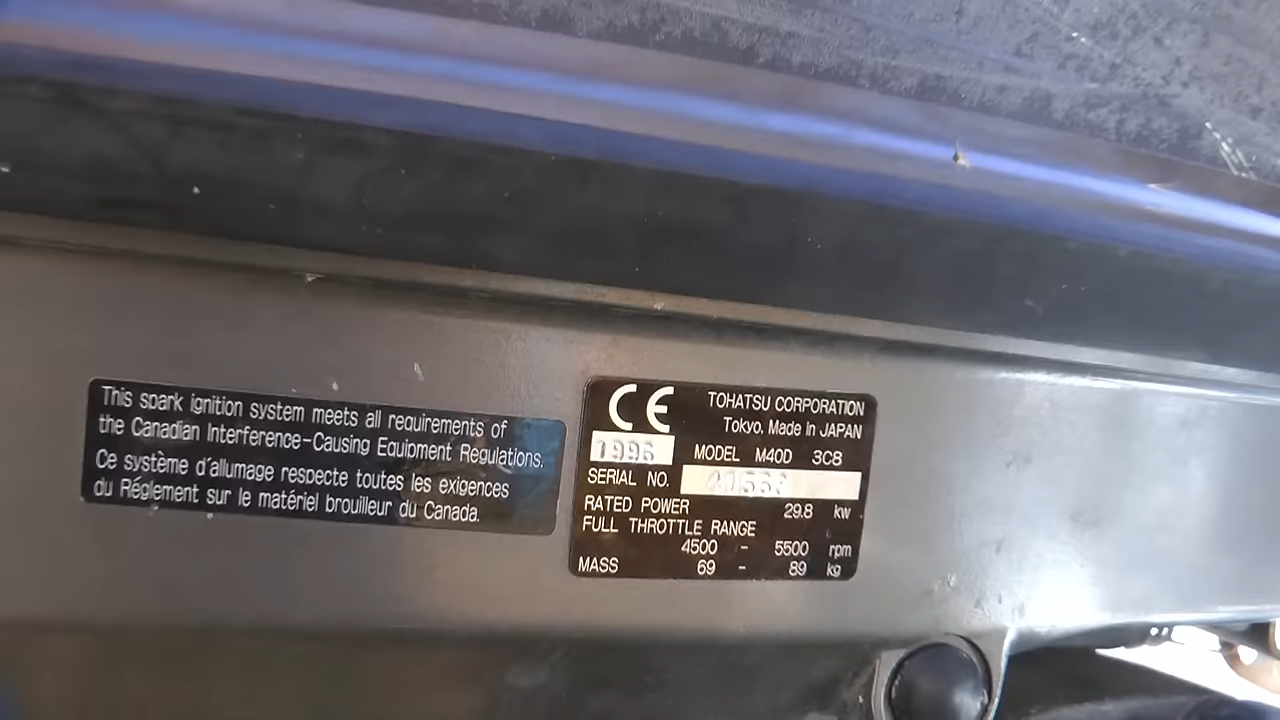 This spark ignition system meets all requirements of
the Canadian Interference-Causing Equipment Regulations.
Ce système d'allumage respecte toutes les exigences
du Réglement sur le matériel brouilleur du Canada.
CE TOHATSU CORPORATION
Tokyo. Made in JAPAN
1996 MODEL M40D 3C8
SERIAL NO.
RATED POWER 29.8 kw
FULL THROTTLE RANGE
4500 - 5500 rpm
MASS 69 - 89 kg